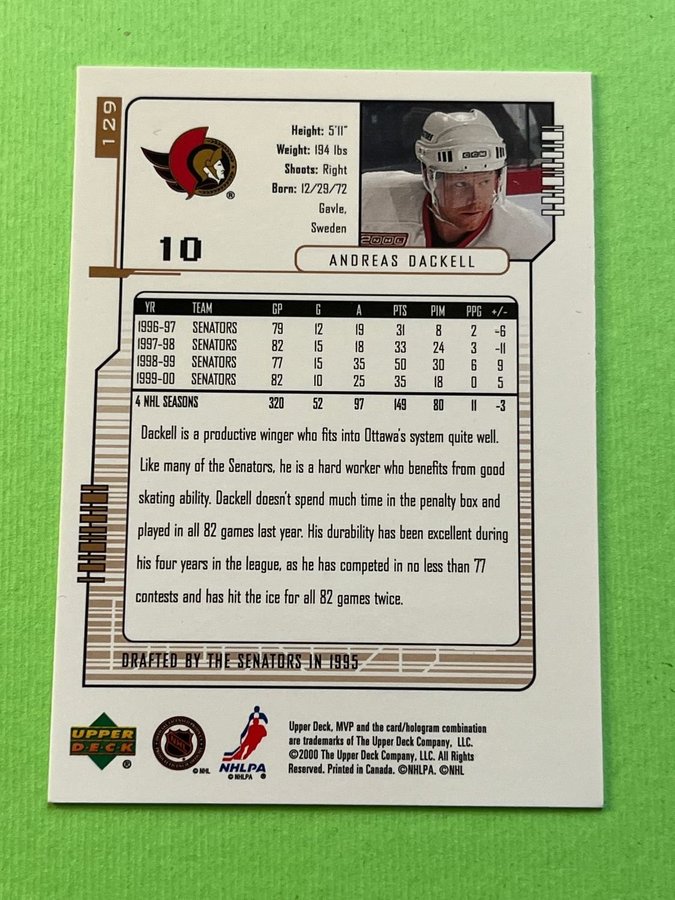 129
Height: 5'11"
Weight: 194 lbs
Shoots: Right
Born: 12/29/72
Gavle,
Sweden
CCM
2000
®
10
ANDREAS DACKELL
YR TEAM GP G A PTS PIM PPG +/-
1996-97 SENATORS 79 12 19 31 8 2 -6
1997-98 SENATORS 82 15 18 33 24 3 -11
1998-99 SENATORS 77 15 35 50 30 6 9
1999-00 SENATORS 82 10 25 35 18 0 5
4 NHL SEASONS 320 52 97 149 80 11 -3
Dackell is a productive winger who fits into Ottawa's system quite well.
Like many of the Senators, he is a hard worker who benefits from good
skating ability. Dackell doesn't spend much time in the penalty box and
played in all 82 games last year. His durability has been excellent during
his four years in the league, as he has competed in no less than 77
contests and has hit the ice for all 82 games twice.
DRAFTED BY THE SENATORS IN 1995
UPPER
DECK
®
NHL
© NHL
NHLPA
© NHLPA ®
Upper Deck, MVP and the card/hologram combination
are trademarks of The Upper Deck Company, LLC.
©2000 The Upper Deck Company, LLC. All Rights
Reserved. Printed in Canada. ©NHLPA. ©NHL